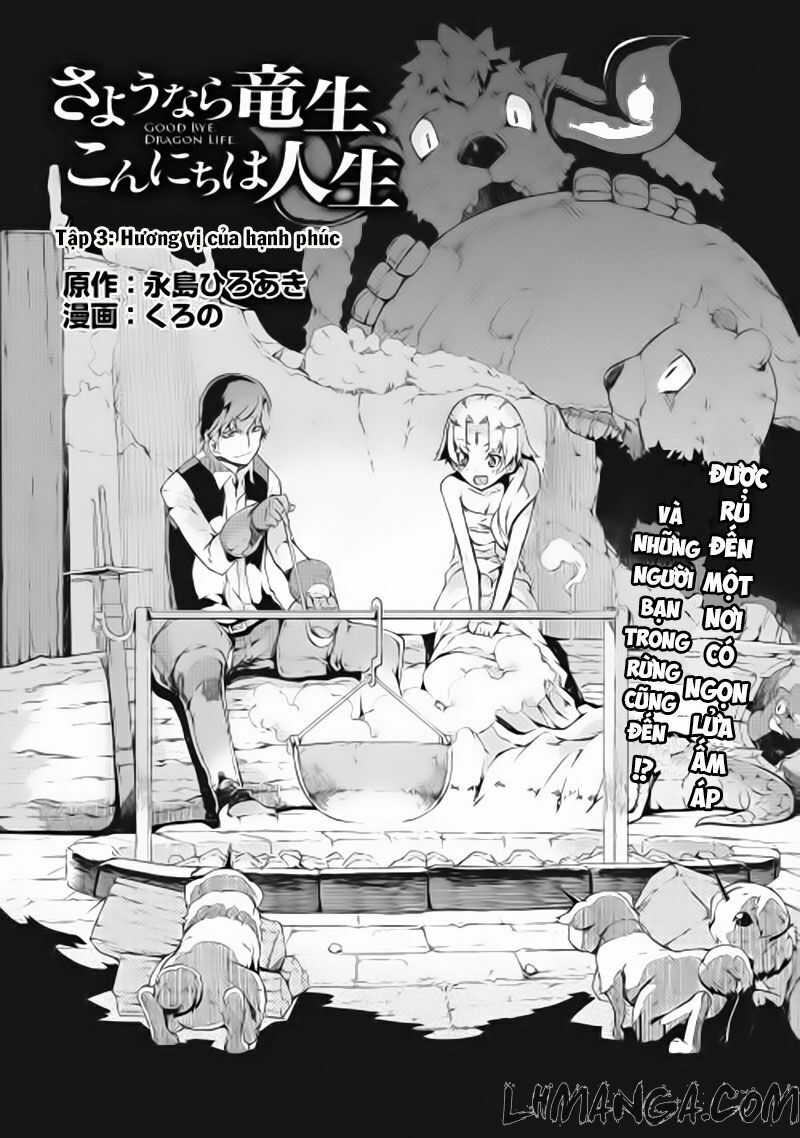 さようなら竜生、
GOOD BYE,
DRAGON LIFE.
こんにちは人生
Tập 3: Hương vị của hạnh phúc
原作：永島ひろあき
漫画：くろの
ĐƯỢC
RỦ
ĐẾN
MỘT
NƠI
CÓ
NGỌN
LỬA
ẤM
ÁP
VÀ
NHỮNG
NGƯỜI
BẠN
TRONG
RỪNG
CŨNG
ĐẾN
!?
LHMANGA.COM